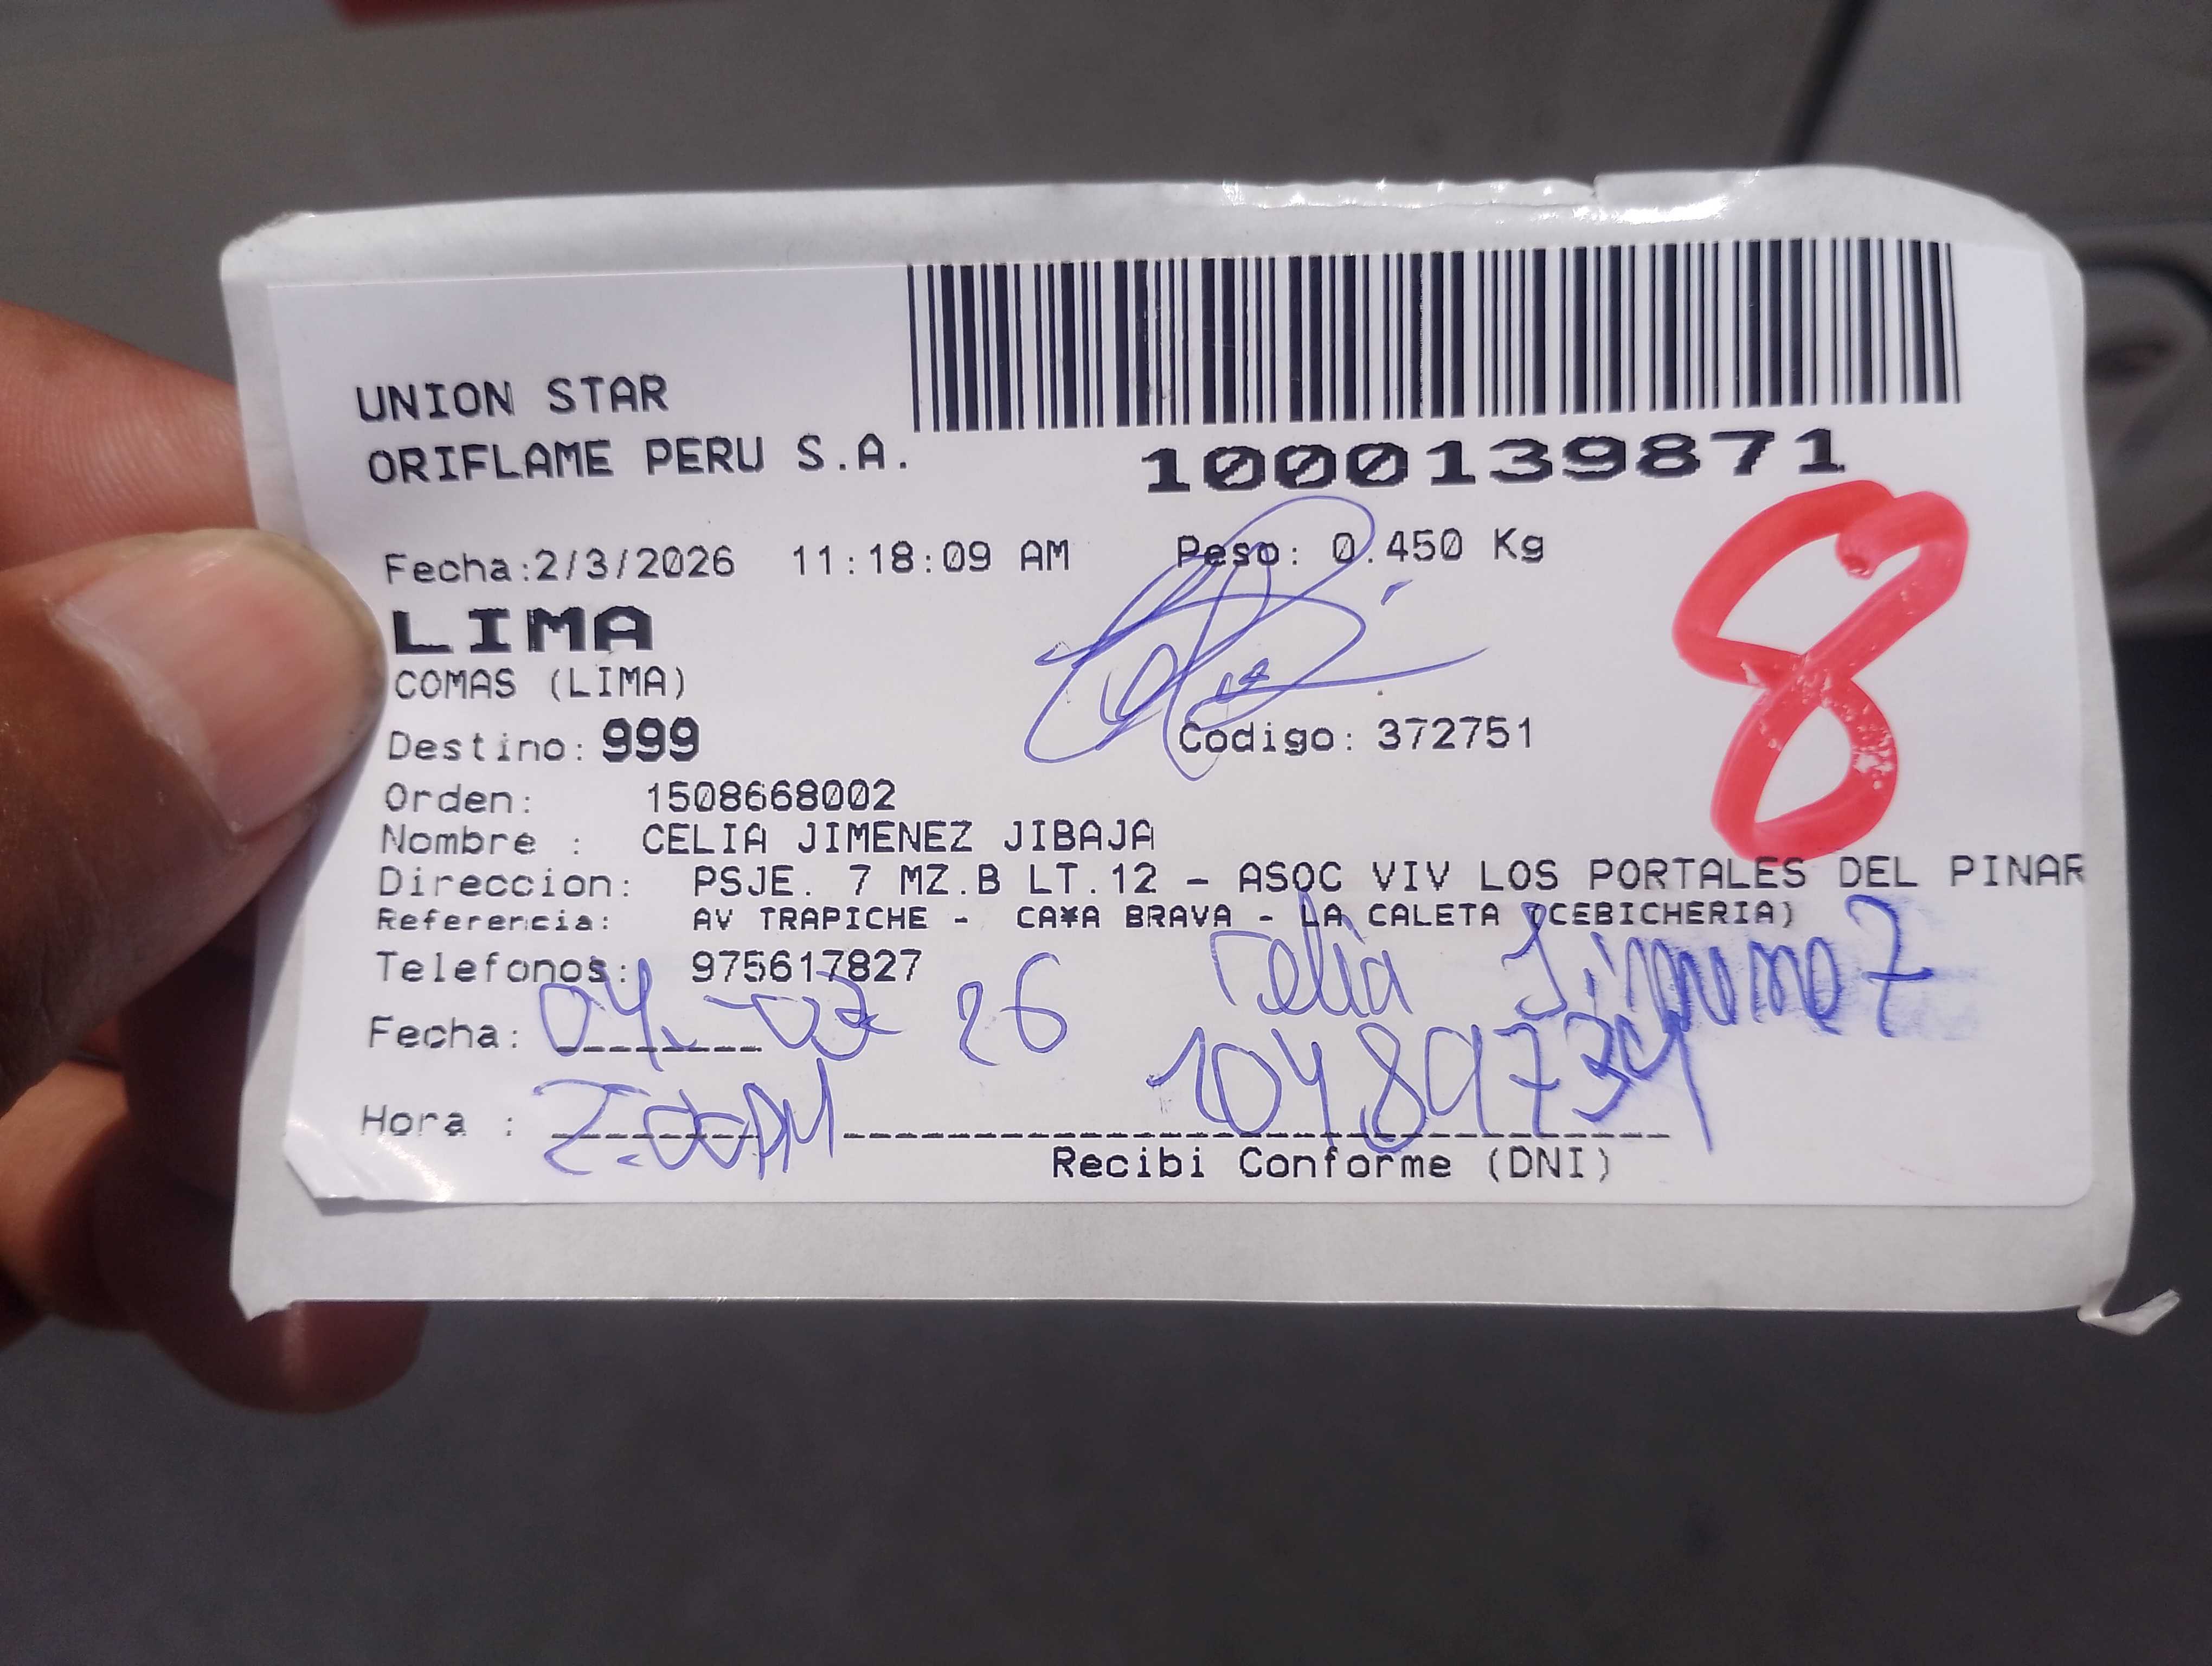 UNION STAR
ORIFLAME PERU S.A.
1000139871
8
Fecha:2/3/2026 11:18:09 AM Peso: 0.450 Kg
LIMA
COMAS (LIMA)
Destino: 999 Codigo: 372751
Orden: 1508668002
Nombre : CELIA JIMENEZ JIBAJA
Direccion: PSJE. 7 MZ.B LT.12 - ASOC VIV LOS PORTALES DEL PINAR
Referencia: AV TRAPICHE - CA¥A BRAVA - LA CALETA (CEBICHERIA)
Telefonos: 975617827 Celia
Fecha: 04 26
Hora : 2:00PM 10489734
Recibi Conforme (DNI)